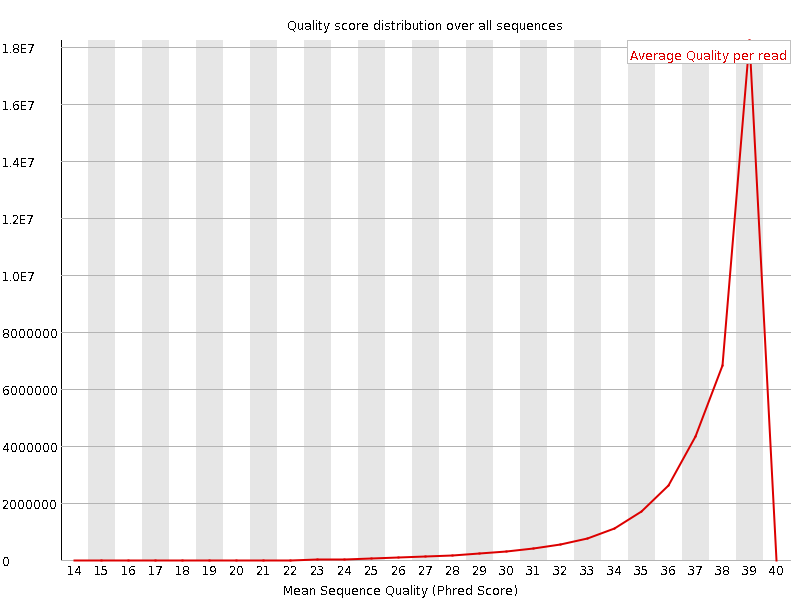 Quality score distribution over all sequences
Average Quality per read
1.8E7
1.6E7
1.4E7
1.2E7
1.0E7
8000000
6000000
4000000
2000000
0
14 15 16 17 18 19 20 21 22 23 24 25 26 27 28 29 30 31 32 33 34 35 36 37 38 39 40
Mean Sequence Quality (Phred Score)